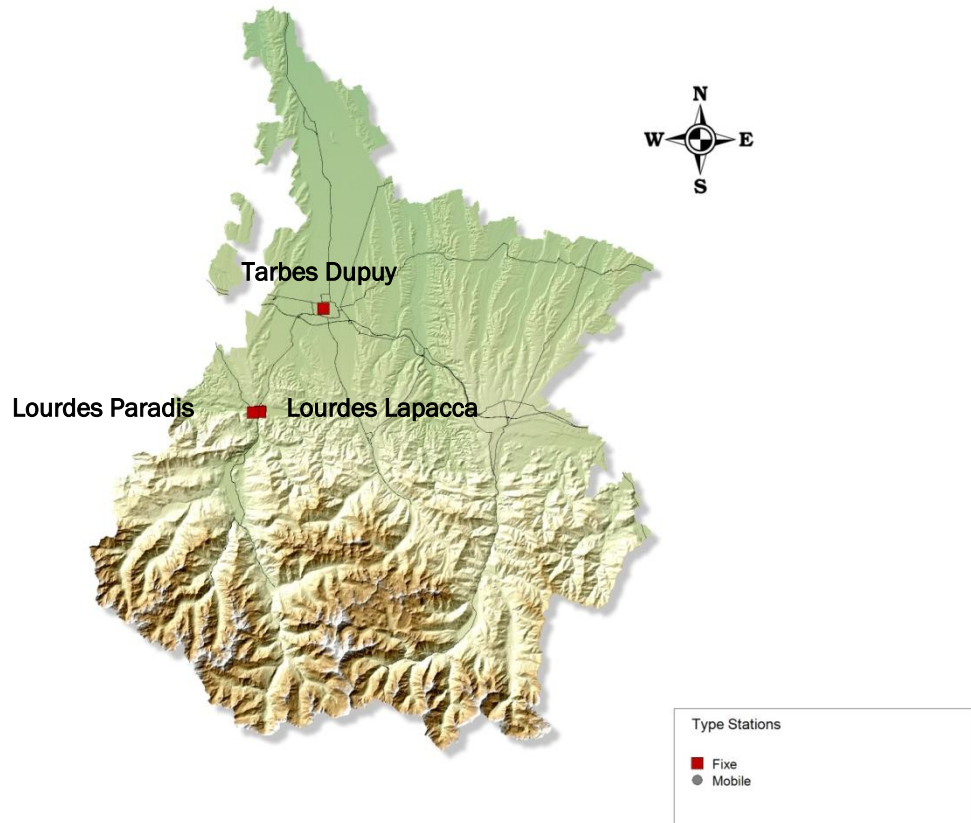 N
W E
S
Tarbes Dupuy
Lourdes Paradis
Lourdes Lapacca
Type Stations
Fixe
Mobile